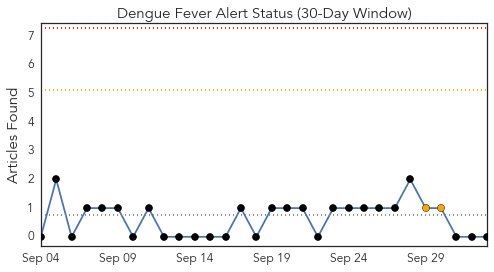 Dengue Fever Alert Status (30-Day Window)
Articles Found
7
6
5
4
3
2
1
0
Sep 04 Sep 09 Sep 14 Sep 19 Sep 24 Sep 29